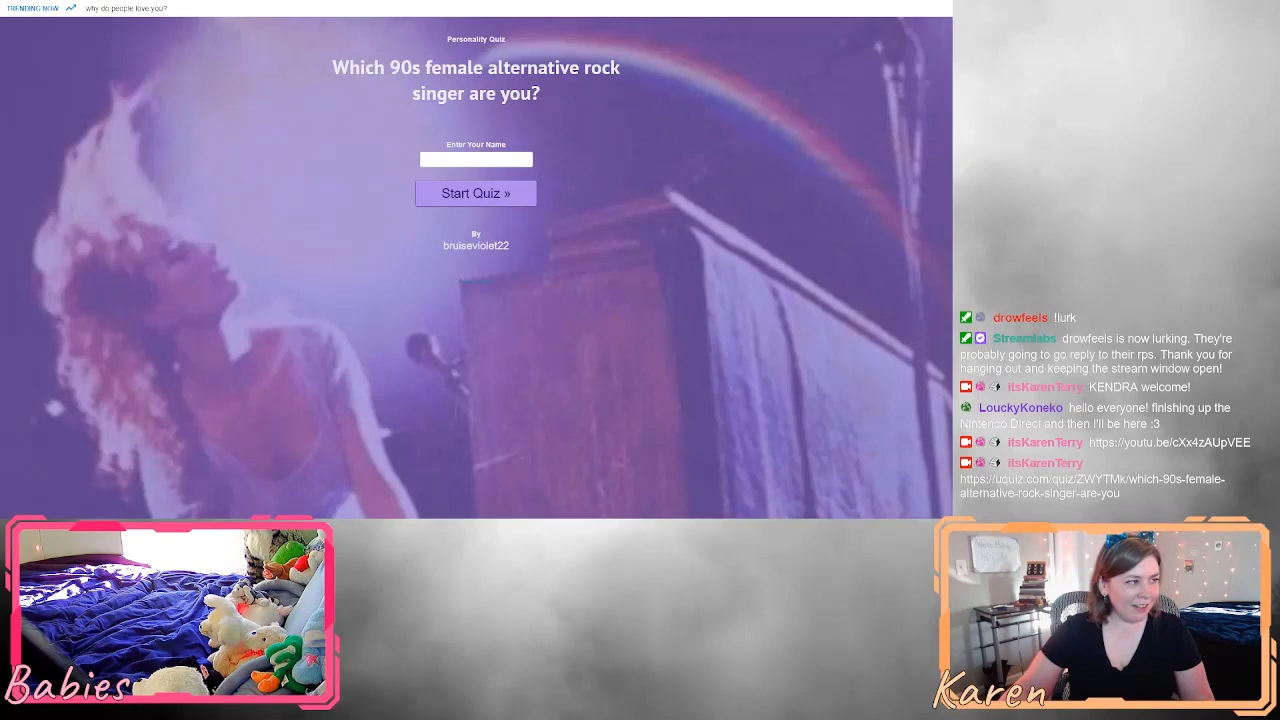 TRENDING NOW why do people love you?
Personality Quiz
Which 90s female alternative rock
singer are you?
Enter Your Name
Start Quiz »
By
bruiseviolet22
drowfeels !lurk
Streamlabs drowfeels is now lurking. They're
probably going to go reply to their rps. Thank you for
hanging out and keeping the stream window open!
itsKarenTerry KENDRA welcome!
LouckyKoneko hello everyone! finishing up the
Nintendo Direct and then I'll be here :3
itsKarenTerry https://youtu.be/cXx4zAUpVEE
itsKarenTerry
https://uquiz.com/quiz/ZWYTMk/which-90s-female-
alternative-rock-singer-are-you
Babies
Karen